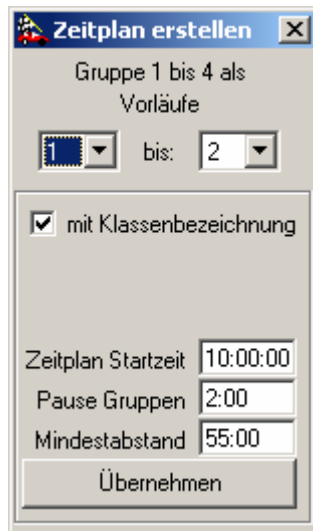 Zeitplan erstellen
Gruppe 1 bis 4 als
Vorläufe
1 bis: 2
mit Klassenbezeichnung
Zeitplan Startzeit 10:00:00
Pause Gruppen 2:00
Mindestabstand 55:00
Übernehmen